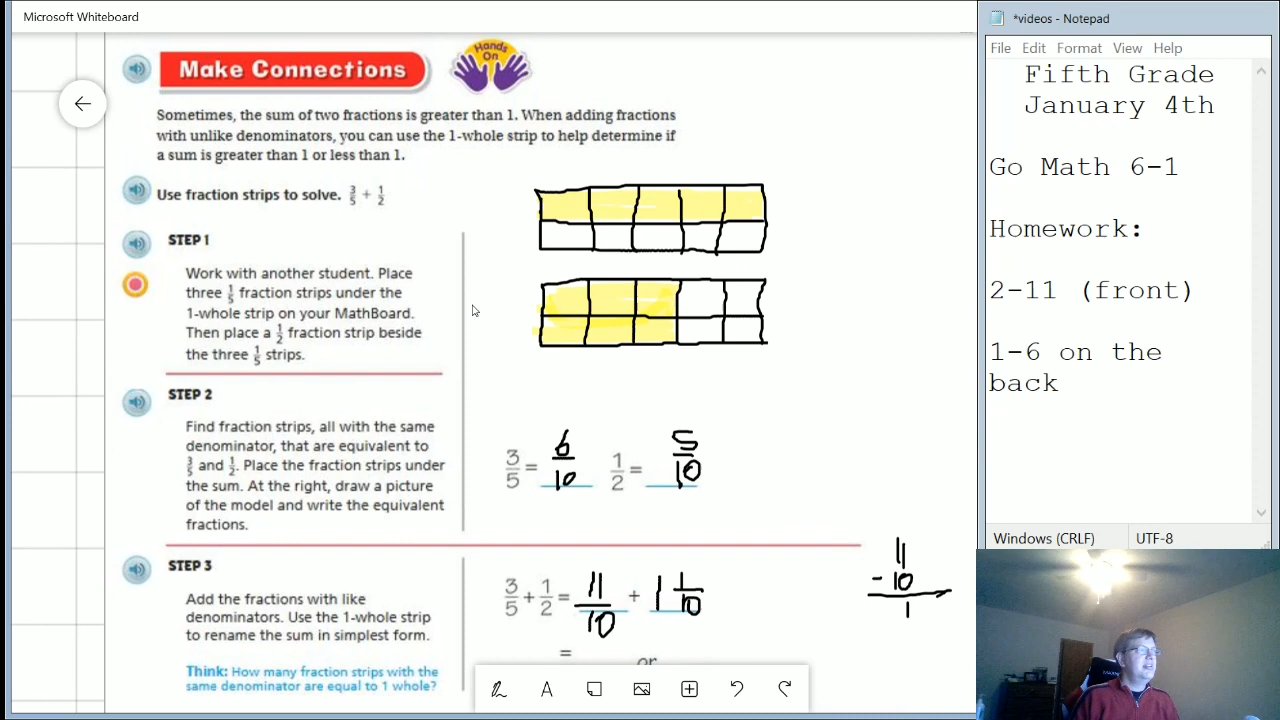 Microsoft Whiteboard
Make Connections
Hands
On
Sometimes, the sum of two fractions is greater than 1. When adding fractions
with unlike denominators, you can use the 1-whole strip to help determine if
a sum is greater than 1 or less than 1.
Use fraction strips to solve. 3/5 + 1/2
STEP 1
Work with another student. Place
three 1/5 fraction strips under the
1-whole strip on your MathBoard.
Then place a 1/2 fraction strip beside
the three 1/5 strips.
STEP 2
Find fraction strips, all with the same
denominator, that are equivalent to
3/5 and 1/2. Place the fraction strips under
the sum. At the right, draw a picture
of the model and write the equivalent
fractions.
3/5 = 6/10 1/2 = 5/10
STEP 3
Add the fractions with like
denominators. Use the 1-whole strip
to rename the sum in simplest form.
Think: How many fraction strips with the
same denominator are equal to 1 whole?
3/5 + 1/2 = 11/10 + 1 1/10
= or
11
- 10
1
*videos - Notepad
File Edit Format View Help
Fifth Grade
January 4th
Go Math 6-1
Homework:
2-11 (front)
1-6 on the
back
Windows (CRLF) UTF-8